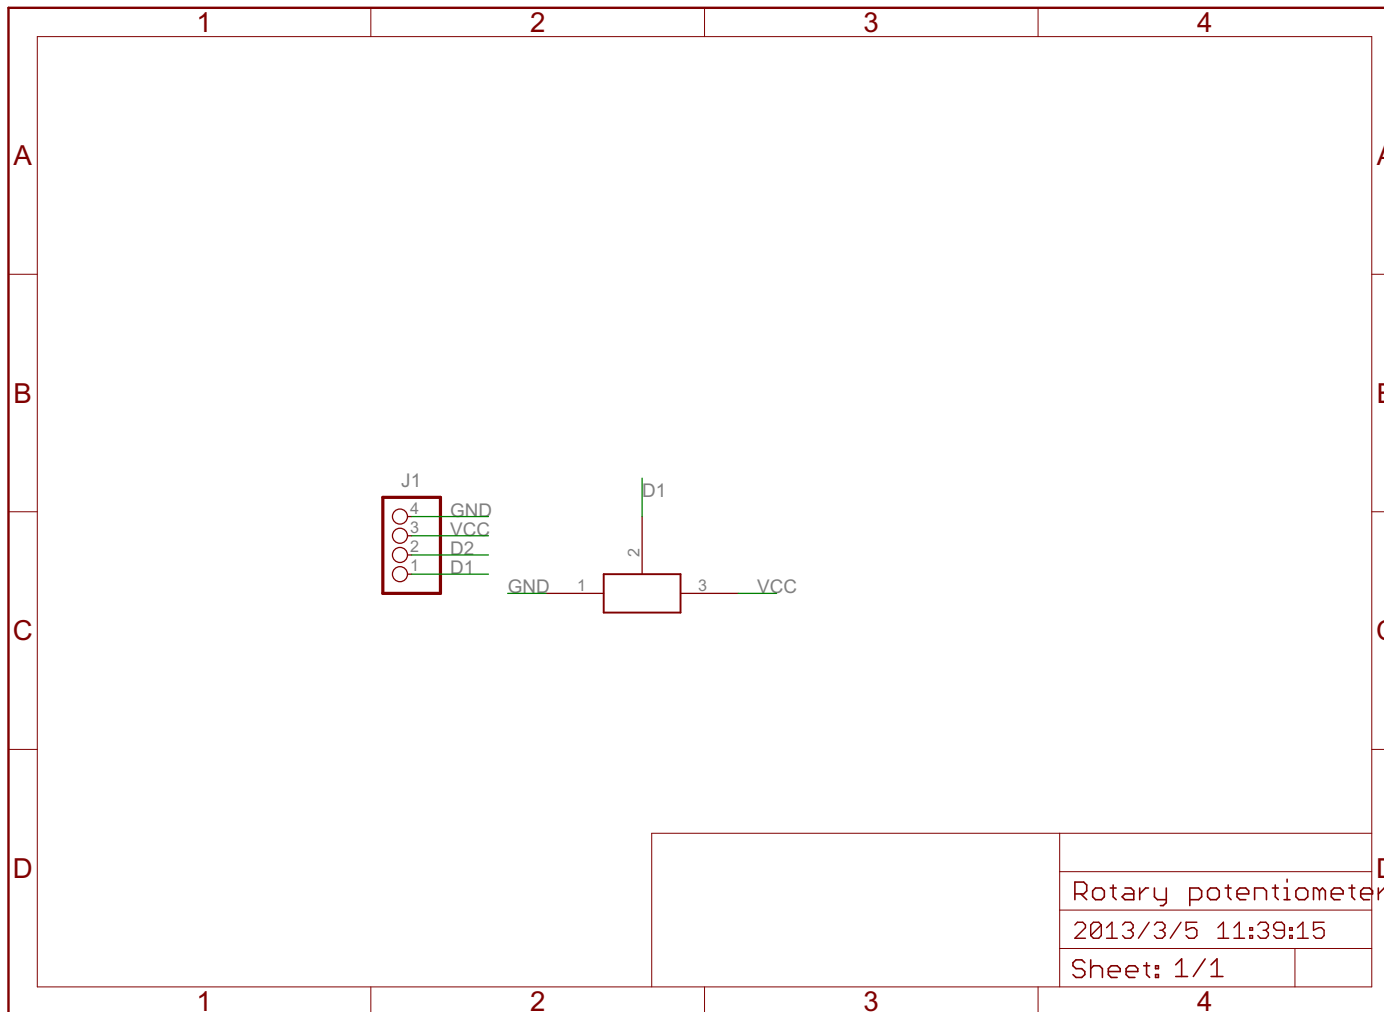 1 2 3 4
A A
B B
J1
4 GND
3 VCC
2 D2
1 D1
D1
2
GND 1 3 VCC
C C
D D
Rotary potentiometer
2013/3/5 11:39:15
Sheet: 1/1
1 2 3 4